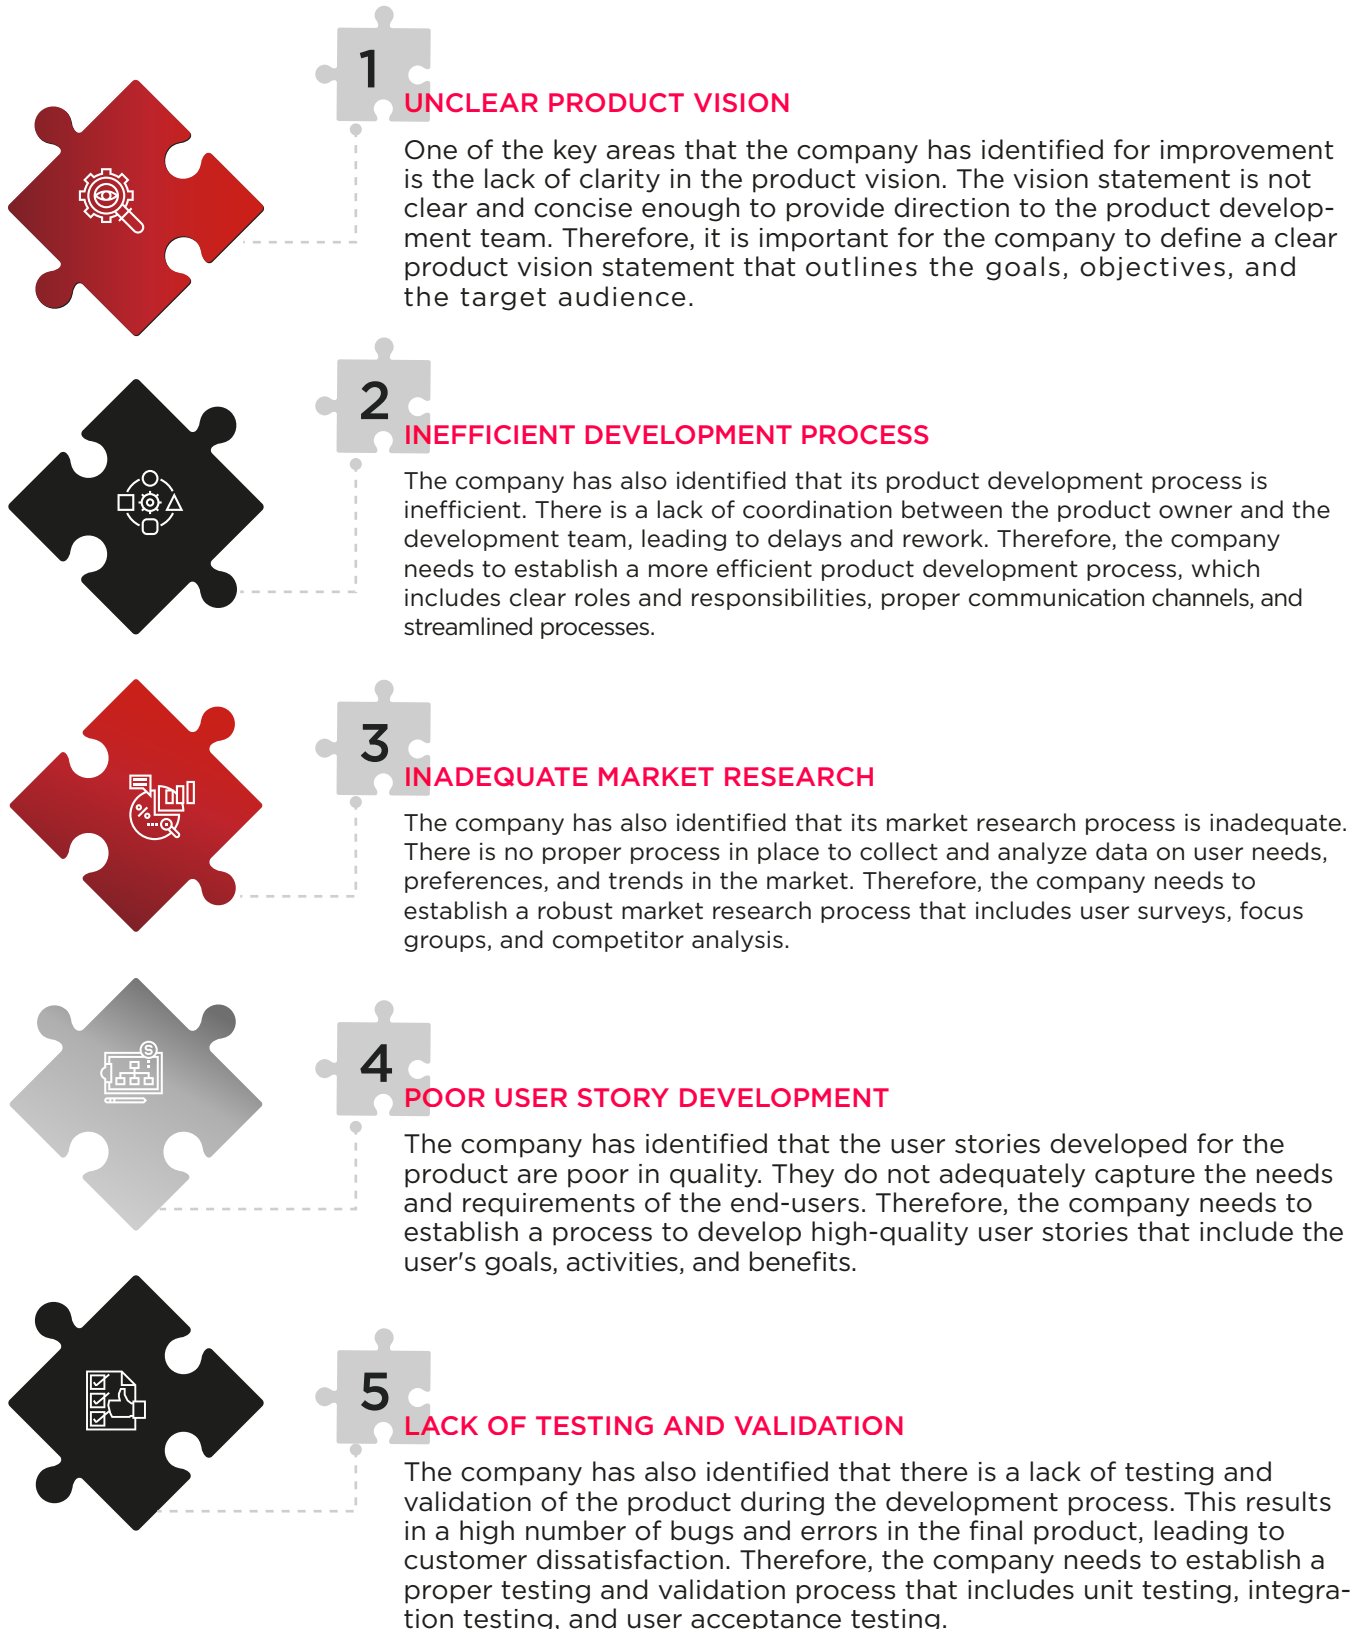 1
UNCLEAR PRODUCT VISION
One of the key areas that the company has identified for improvement
is the lack of clarity in the product vision. The vision statement is not
clear and concise enough to provide direction to the product develop-
ment team. Therefore, it is important for the company to define a clear
product vision statement that outlines the goals, objectives, and
the target audience.
2
INEFFICIENT DEVELOPMENT PROCESS
The company has also identified that its product development process is
inefficient. There is a lack of coordination between the product owner and the
development team, leading to delays and rework. Therefore, the company
needs to establish a more efficient product development process, which
includes clear roles and responsibilities, proper communication channels, and
streamlined processes.
3
INADEQUATE MARKET RESEARCH
The company has also identified that its market research process is inadequate.
There is no proper process in place to collect and analyze data on user needs,
preferences, and trends in the market. Therefore, the company needs to
establish a robust market research process that includes user surveys, focus
groups, and competitor analysis.
%
4
S
POOR USER STORY DEVELOPMENT
The company has identified that the user stories developed for the
product are poor in quality. They do not adequately capture the needs
and requirements of the end-users. Therefore, the company needs to
establish a process to develop high-quality user stories that include the
user's goals, activities, and benefits.
5
LACK OF TESTING AND VALIDATION
The company has also identified that there is a lack of testing and
validation of the product during the development process. This results
in a high number of bugs and errors in the final product, leading to
customer dissatisfaction. Therefore, the company needs to establish a
proper testing and validation process that includes unit testing, integra-
tion testing, and user acceptance testing.